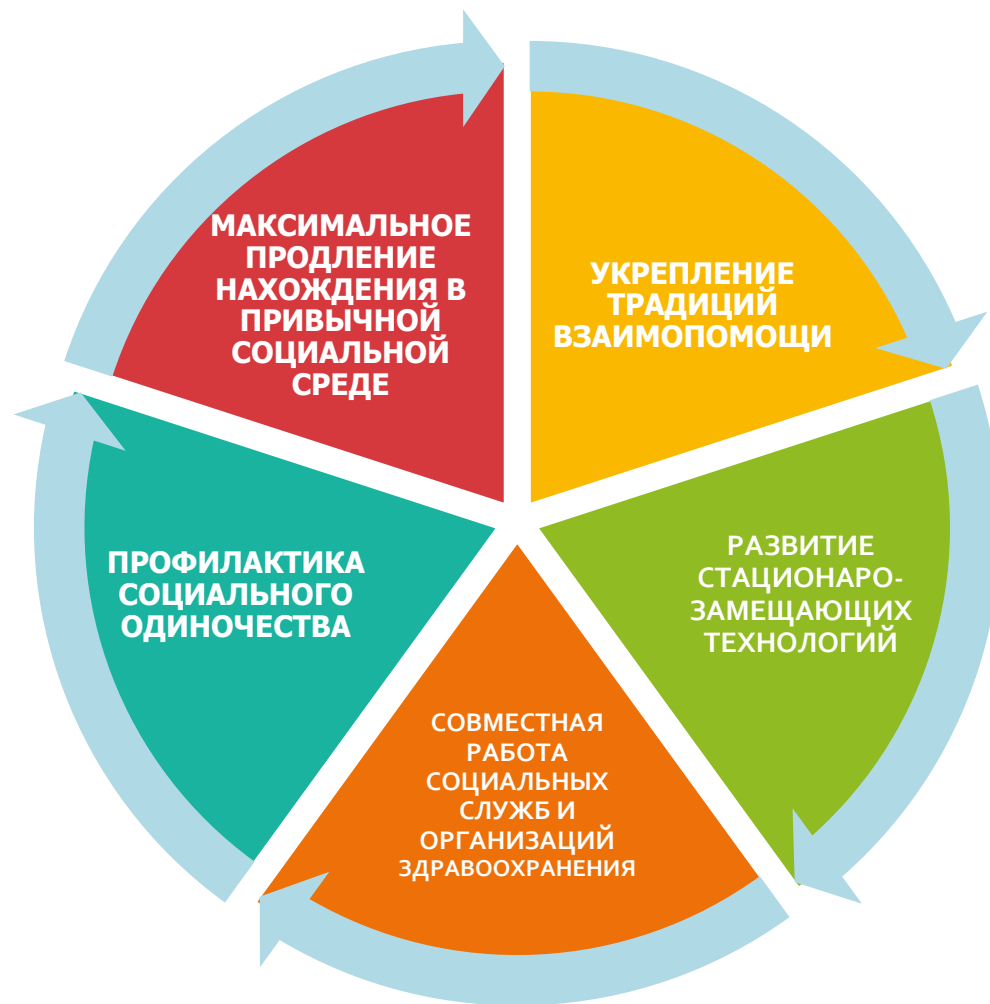 МАКСИМАЛЬНОЕ
ПРОДЛЕНИЕ
НАХОЖДЕНИЯ В
ПРИВЫЧНОЙ
СОЦИАЛЬНОЙ
СРЕДЕ
УКРЕПЛЕНИЕ
ТРАДИЦИЙ
ВЗАИМОПОМОЩИ
РАЗВИТИЕ
СТАЦИОНАРО-
ЗАМЕЩАЮЩИХ
ТЕХНОЛОГИЙ
СОВМЕСТНАЯ
РАБОТА
СОЦИАЛЬНЫХ
СЛУЖБ И
ОРГАНИЗАЦИЙ
ЗДРАВООХРАНЕНИЯ
ПРОФИЛАКТИКА
СОЦИАЛЬНОГО
ОДИНОЧЕСТВА